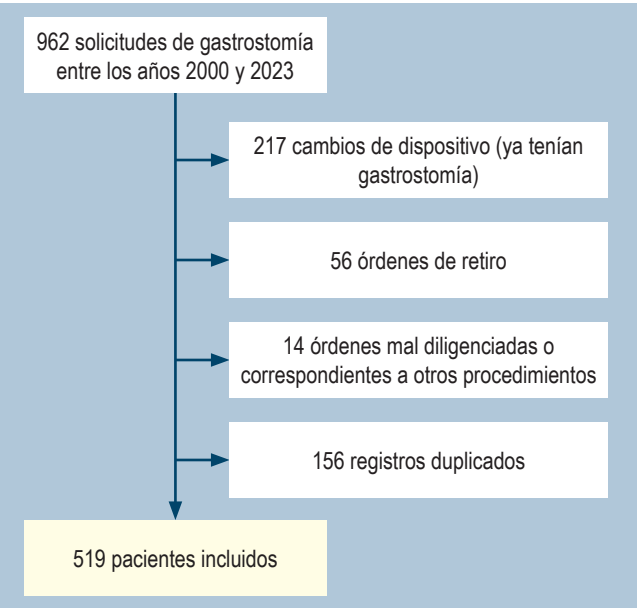 962 solicitudes de gastrostomía
entre los años 2000 y 2023
217 cambios de dispositivo (ya tenían
gastrostomía)
56 órdenes de retiro
14 órdenes mal diligenciadas o
correspondientes a otros procedimientos
156 registros duplicados
519 pacientes incluidos